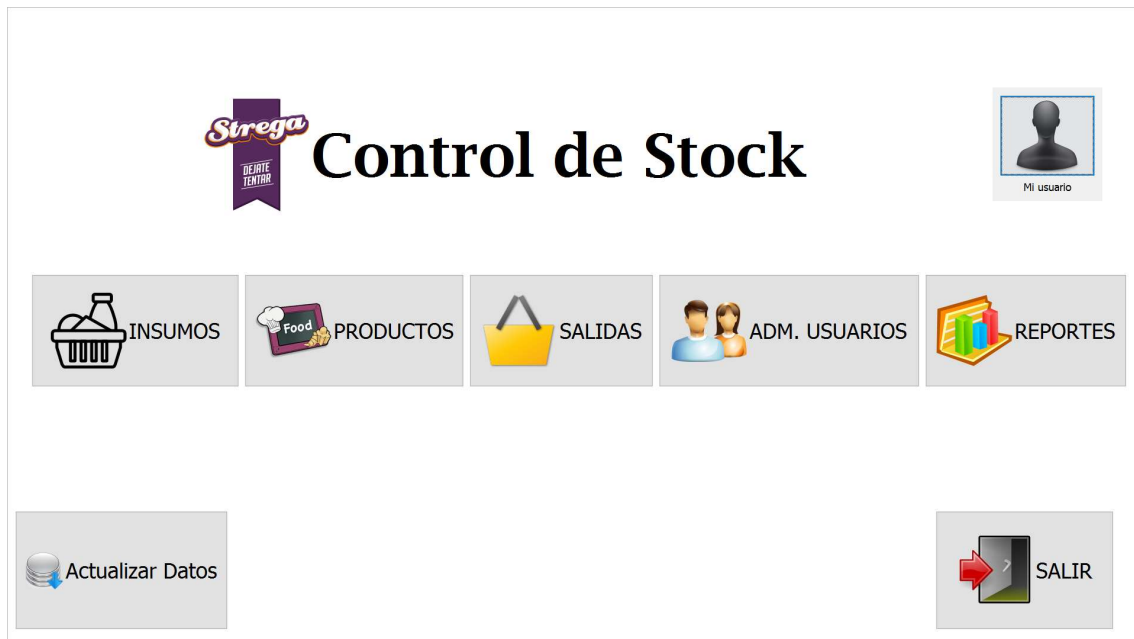 Strega
DEJATE
TENTAR
Control de Stock
Mi usuario
INSUMOS
Food
PRODUCTOS
SALIDAS
ADM. USUARIOS
REPORTES
Actualizar Datos
SALIR